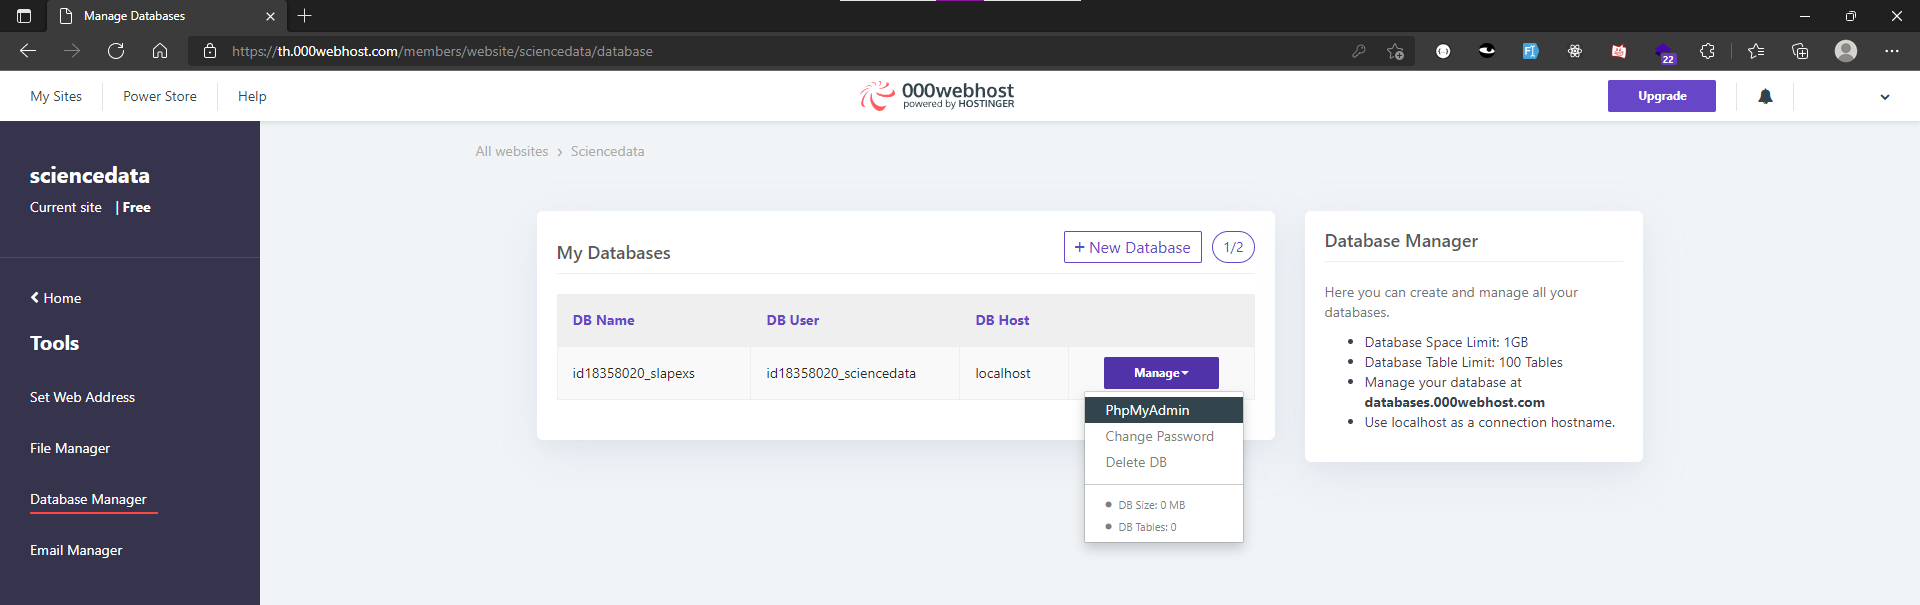 Manage Databases
https://th.000webhost.com/members/website/sciencedata/database
22
My Sites
Power Store
Help
000webhost
powered by HOSTINGER
Upgrade
sciencedata
Current site | Free
Home
Tools
Set Web Address
File Manager
Database Manager
Email Manager
All websites › Sciencedata
My Databases
+ New Database
1/2
DB Name DB User DB Host
id18358020_slapexs id18358020_sciencedata localhost Manage
PhpMyAdmin
Change Password
Delete DB
DB Size: 0 MB
DB Tables: 0
Database Manager
Here you can create and manage all your
databases.
Database Space Limit: 1GB
Database Table Limit: 100 Tables
Manage your database at
databases.000webhost.com
Use localhost as a connection hostname.